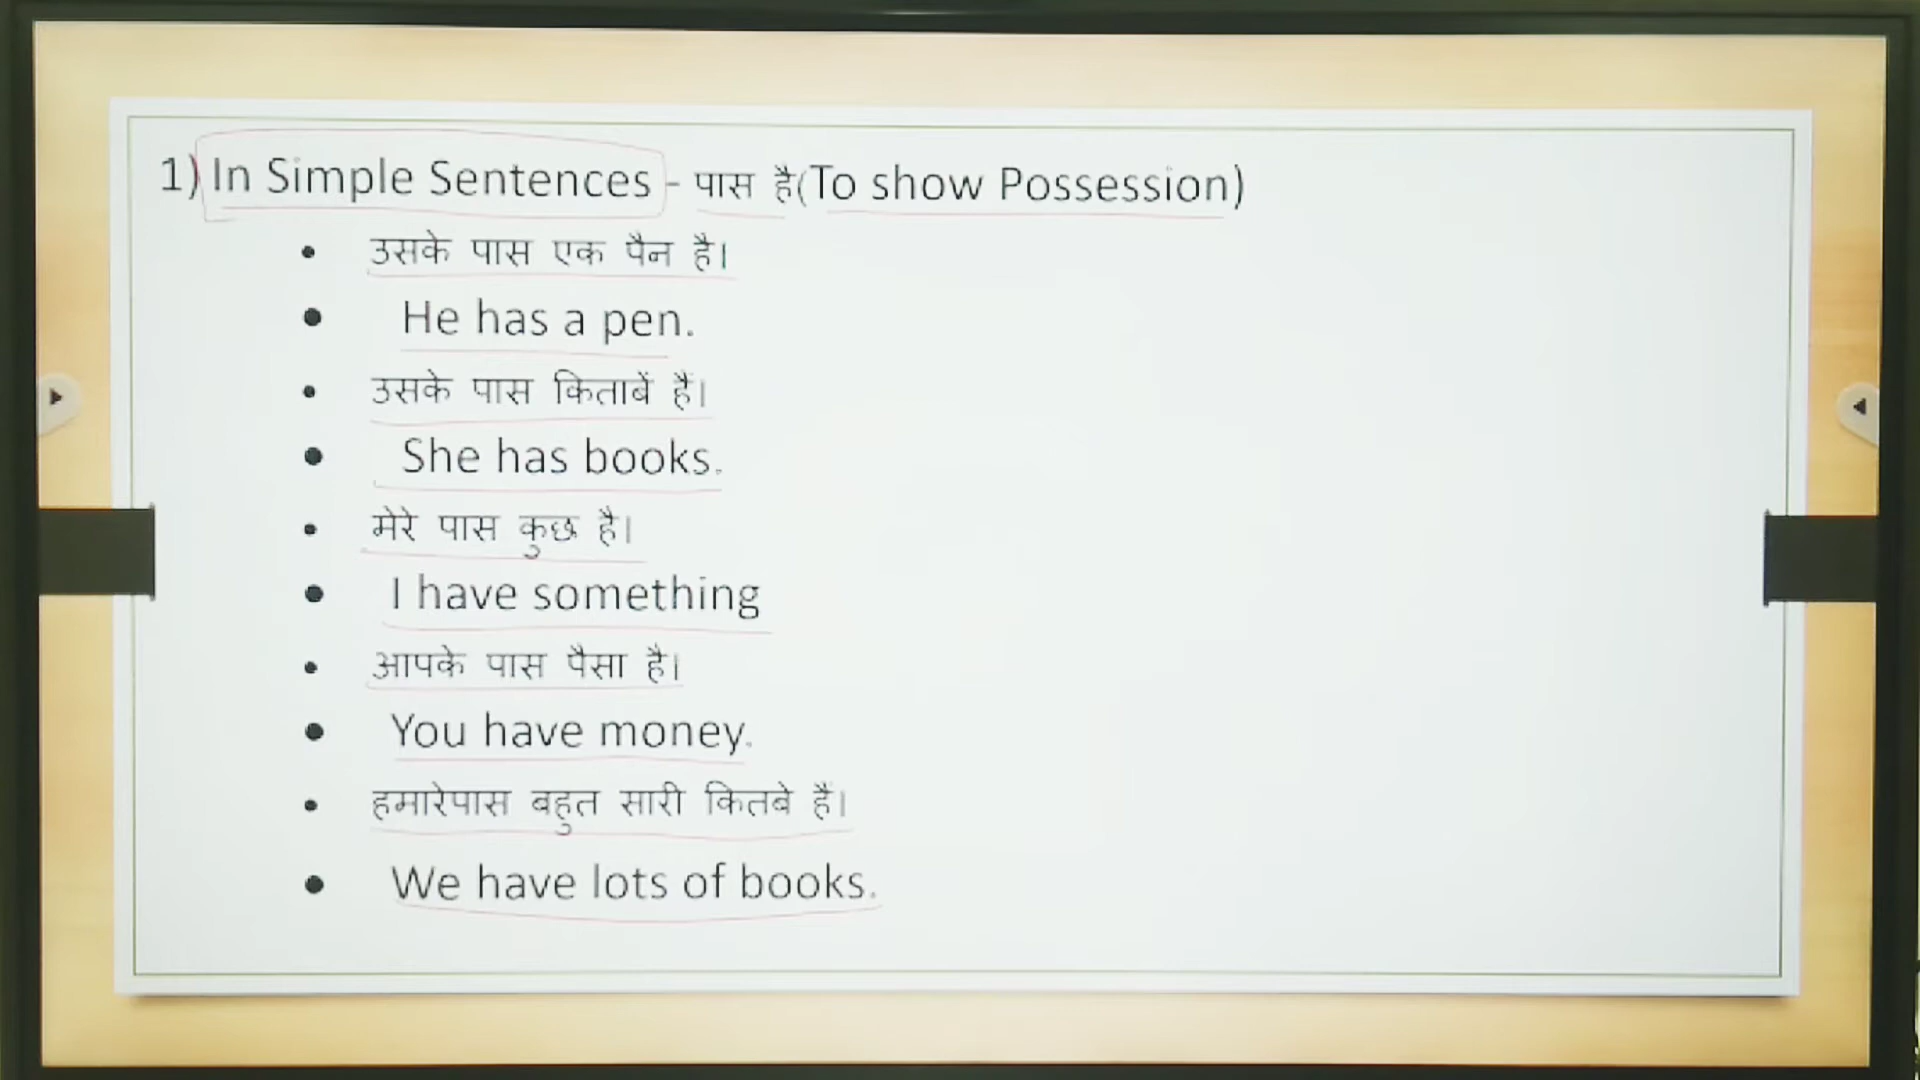 1) In Simple Sentences - पास है(To show Possession)
• उसके पास एक पैन है।
• He has a pen.
• उसके पास किताबें हैं।
• She has books.
• मेरे पास कुछ है।
• I have something
• आपके पास पैसा है।
• You have money.
• हमारेपास बहुत सारी कितबे हैं।
• We have lots of books.